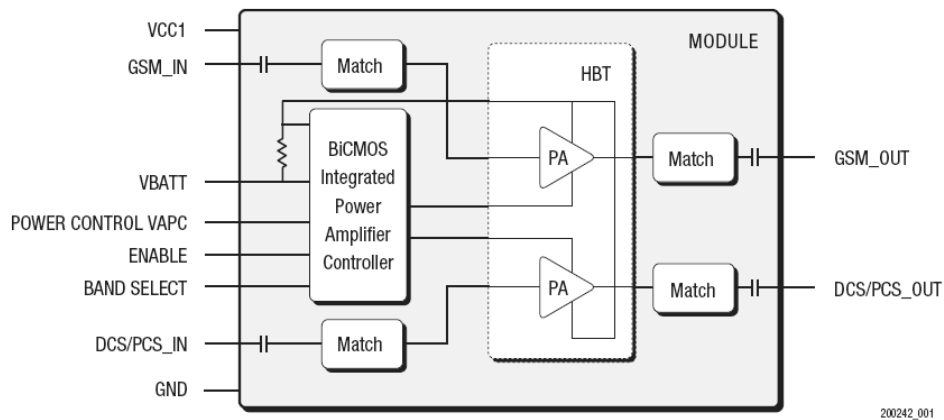 VCC1
GSM_IN
Match
MODULE
HBT
BiCMOS
Integrated
Power
Amplifier
Controller
PA
Match
GSM_OUT
VBATT
POWER CONTROL VAPC
ENABLE
BAND SELECT
PA
Match
DCS/PCS_OUT
DCS/PCS_IN
Match
GND
200242_001